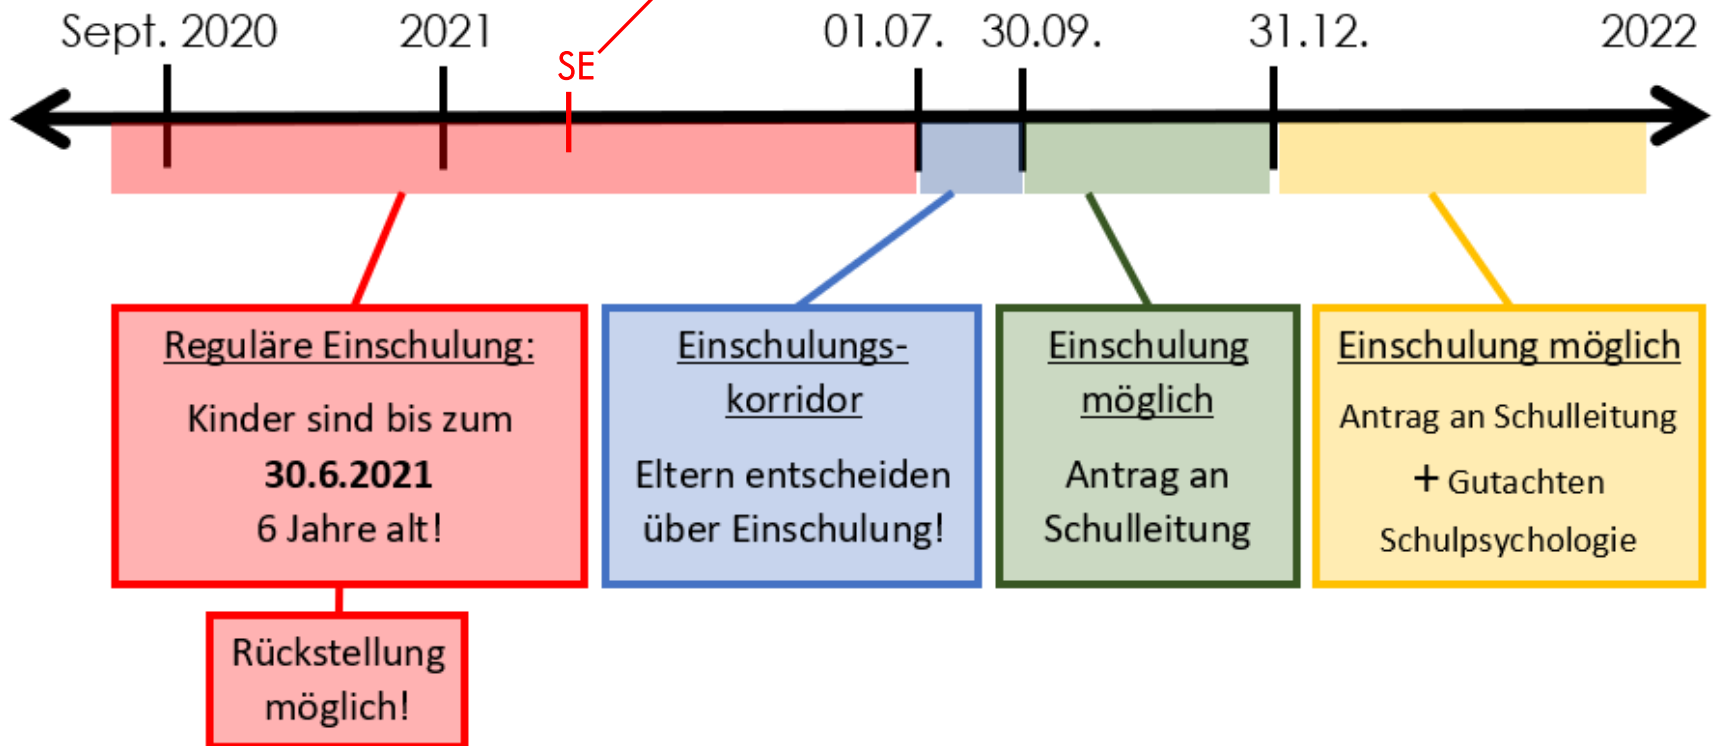 Sept. 2020 2021 01.07. 30.09. 31.12. 2022
SE
Reguläre Einschulung:
Kinder sind bis zum
30.6.2021
6 Jahre alt!
Rückstellung
möglich!
Einschulungs-
korridor
Eltern entscheiden
über Einschulung!
Einschulung
möglich
Antrag an
Schulleitung
Einschulung möglich
Antrag an Schulleitung
+ Gutachten
Schulpsychologie